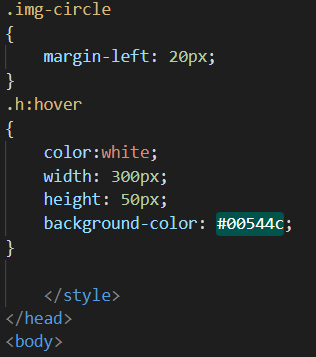 .img-circle
{
    margin-left: 20px;
}
.h:hover
{
    color:white;
    width: 300px;
    height: 50px;
    background-color: #00544c;
}
    </style>
</head>
<body>